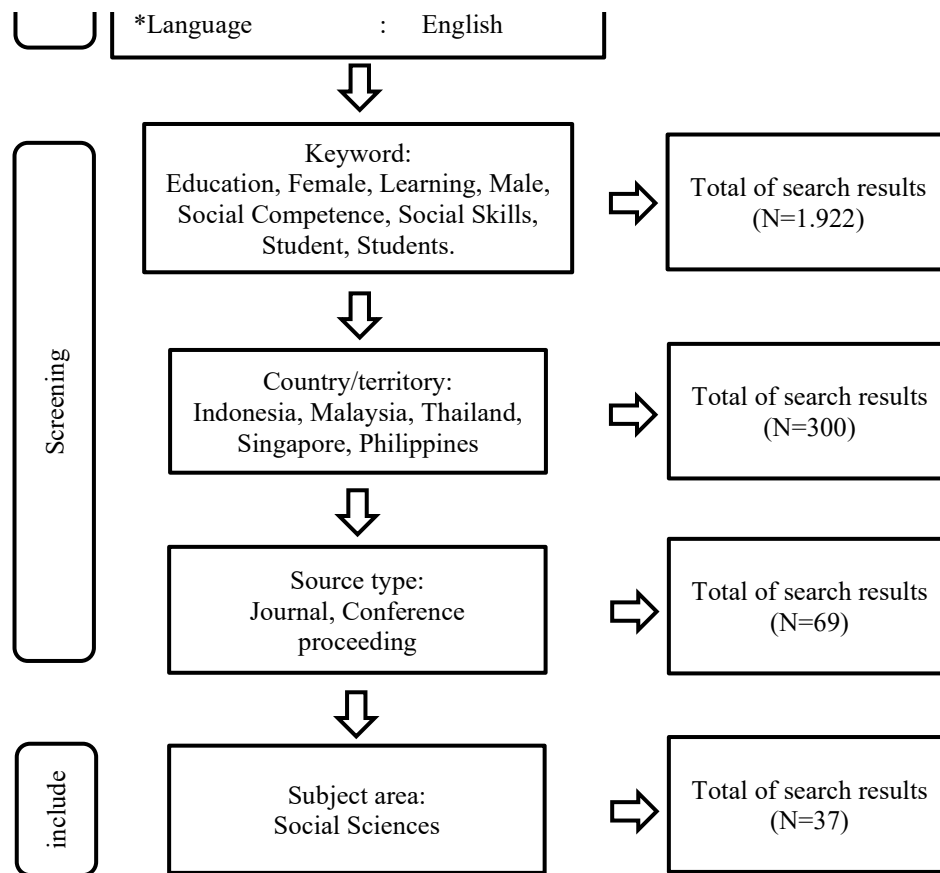 *Language : English
Keyword:
Education, Female, Learning, Male,
Social Competence, Social Skills,
Student, Students.
Total of search results
(N=1.922)
Screening
Country/territory:
Indonesia, Malaysia, Thailand,
Singapore, Philippines
Total of search results
(N=300)
Source type:
Journal, Conference
proceeding
Total of search results
(N=69)
include
Subject area:
Social Sciences
Total of search results
(N=37)